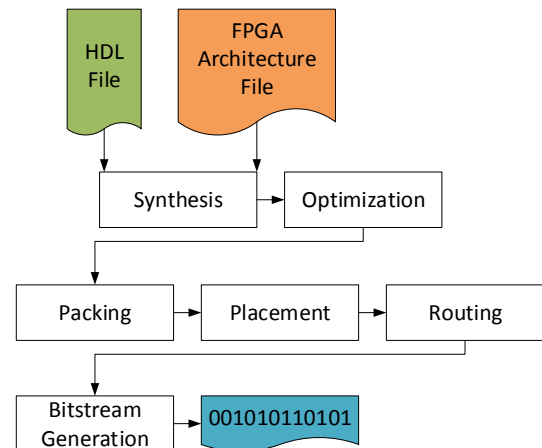 HDL
File
FPGA
Architecture
File
Synthesis
Optimization
Packing
Placement
Routing
Bitstream
Generation
001010110101